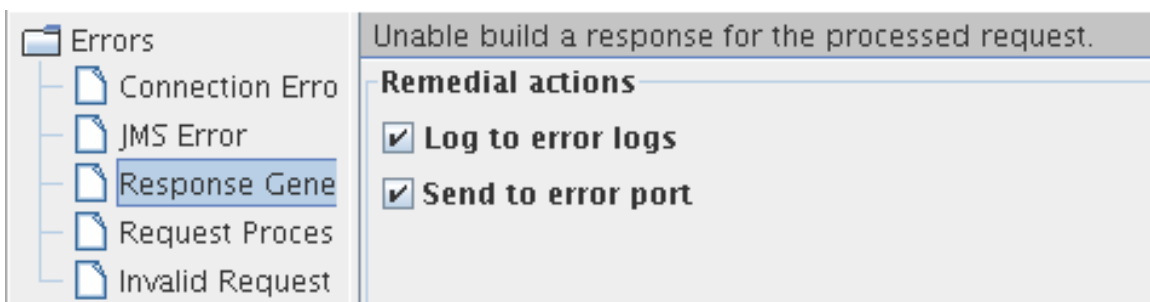 Errors
Connection Erro
JMS Error
Response Gene
Request Proces
Invalid Request
Unable build a response for the processed request.
Remedial actions
Log to error logs
Send to error port